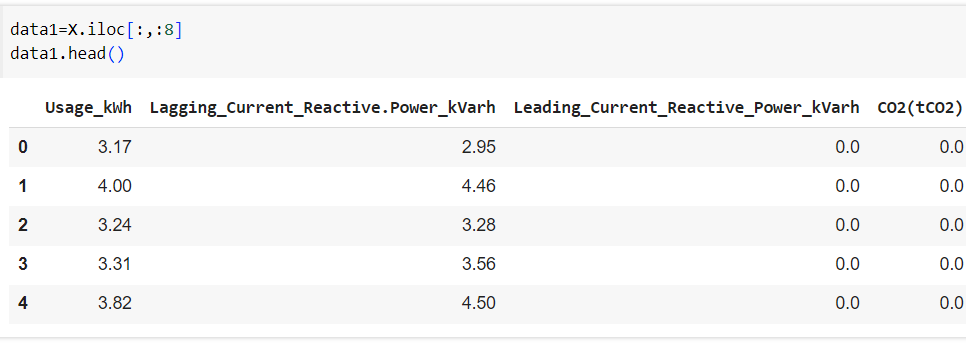 data1=X.iloc[:,:8]
data1.head()
Usage_kWh Lagging_Current_Reactive.Power_kVarh Leading_Current_Reactive_Power_kVarh CO2(tCO2)
0 3.17 2.95 0.0 0.0
1 4.00 4.46 0.0 0.0
2 3.24 3.28 0.0 0.0
3 3.31 3.56 0.0 0.0
4 3.82 4.50 0.0 0.0